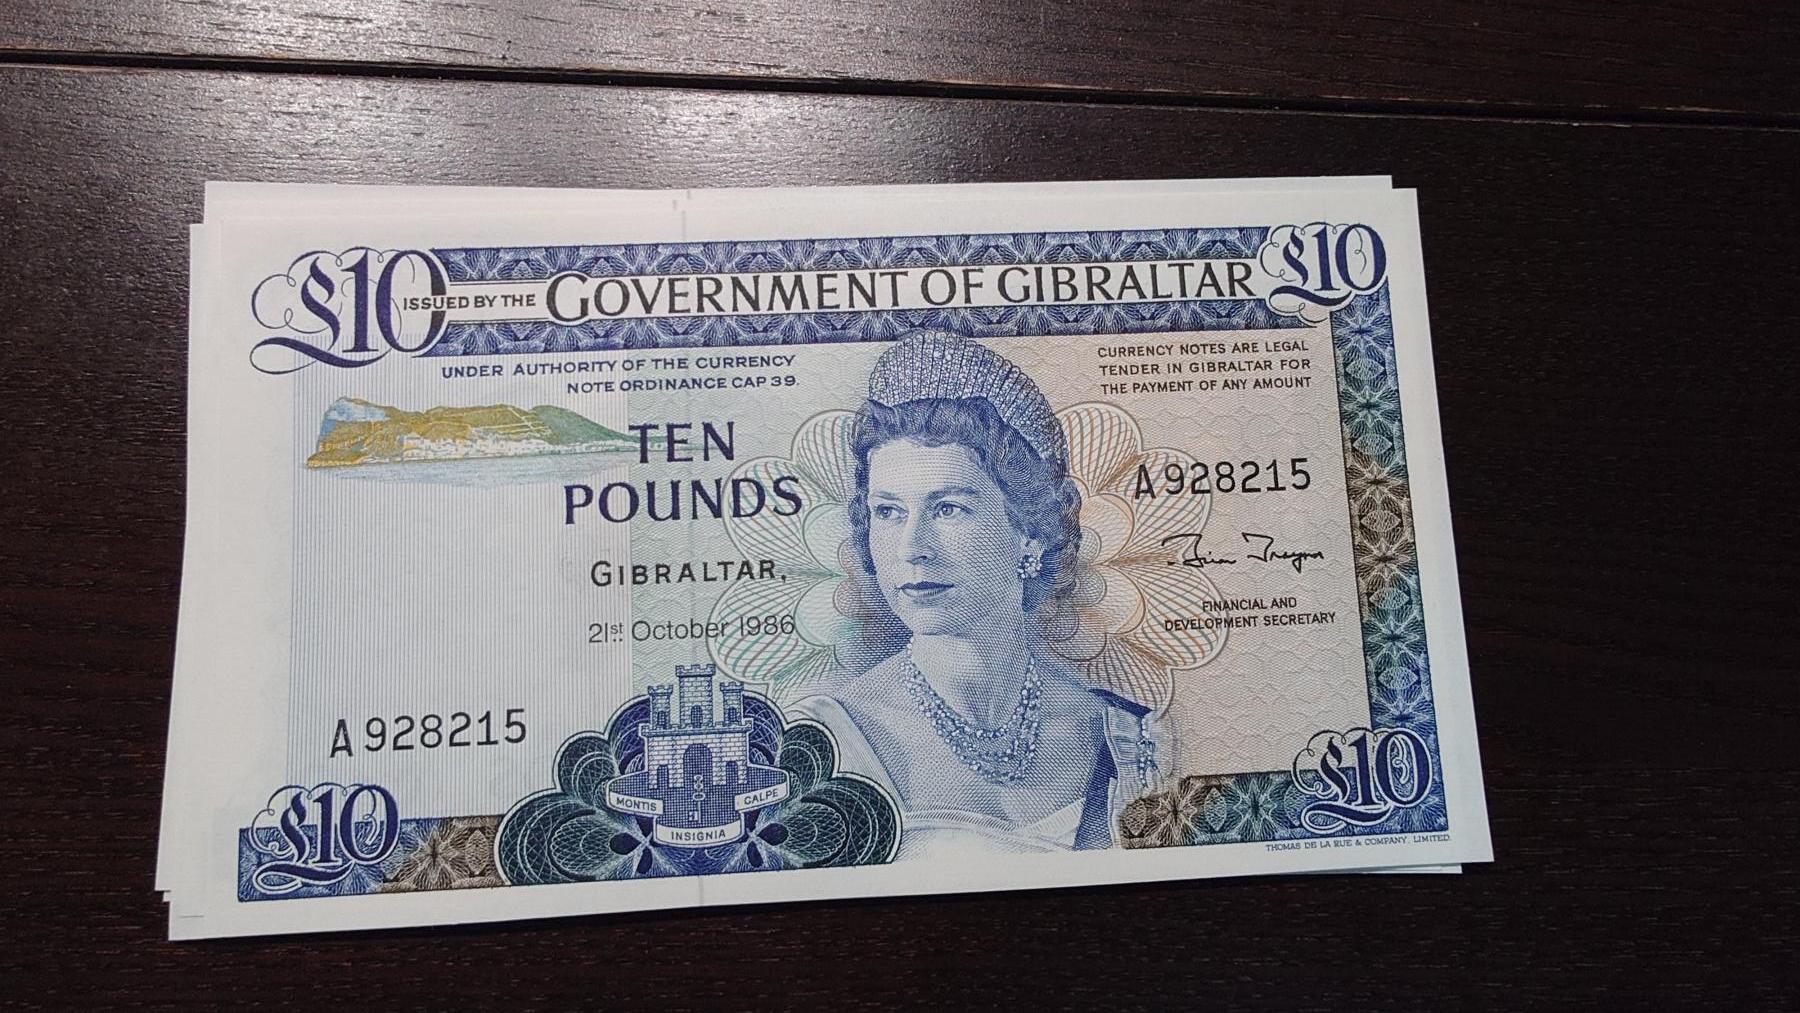 £10 ISSUED BY THE GOVERNMENT OF GIBRALTAR £10
UNDER AUTHORITY OF THE CURRENCY
NOTE ORDINANCE CAP 39.
CURRENCY NOTES ARE LEGAL
TENDER IN GIBRALTAR FOR
THE PAYMENT OF ANY AMOUNT
TEN
POUNDS
A928215
GIBRALTAR,
21st October 1986
Brian Traynor
FINANCIAL AND
DEVELOPMENT SECRETARY
A928215
MONTIS CALPE
INSIGNIA
£10
£10
THOMAS DE LA RUE & COMPANY, LIMITED.